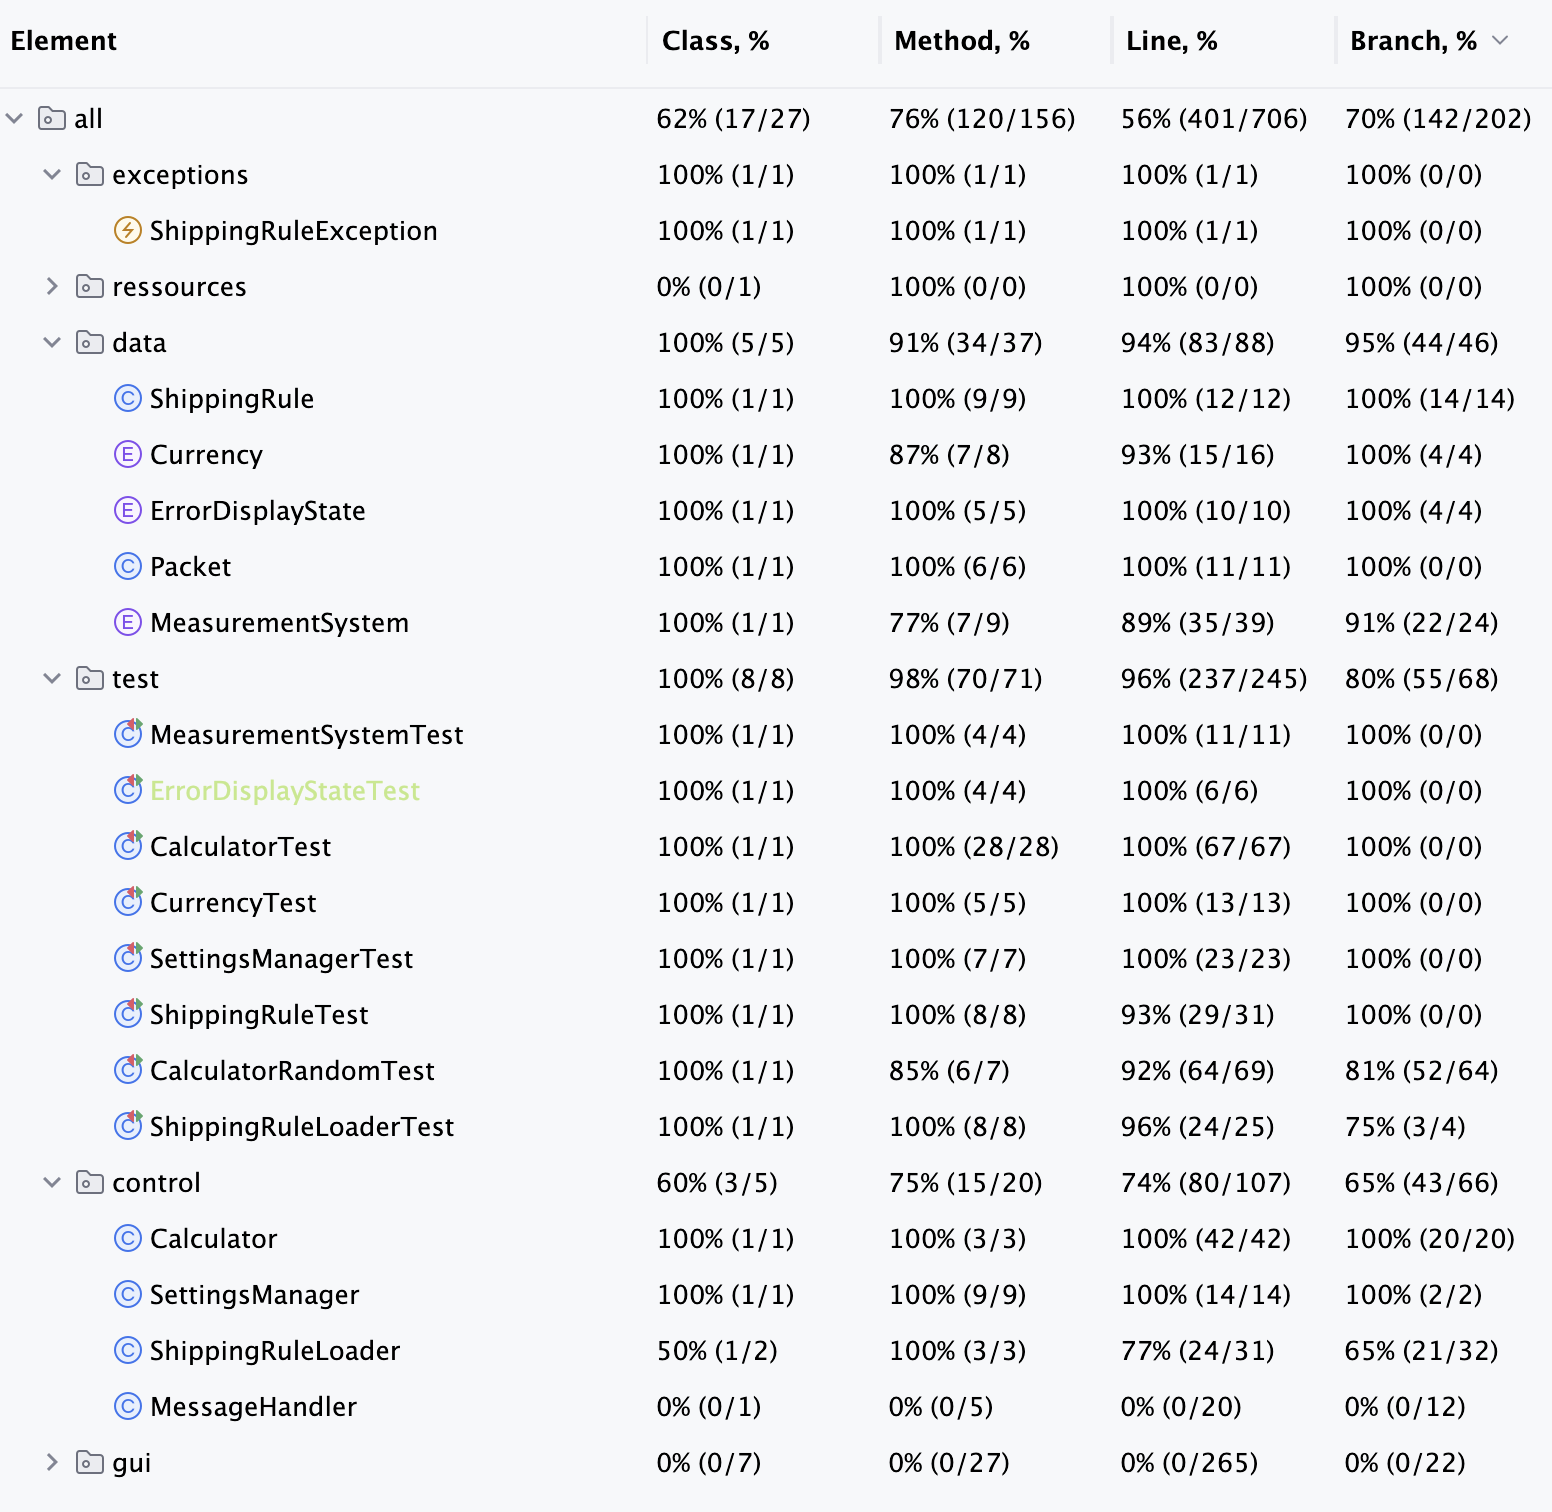 Element Class, % Method, % Line, % Branch, %
all 62% (17/27) 76% (120/156) 56% (401/706) 70% (142/202)
exceptions 100% (1/1) 100% (1/1) 100% (1/1) 100% (0/0)
ShippingRuleException 100% (1/1) 100% (1/1) 100% (1/1) 100% (0/0)
ressources 0% (0/1) 100% (0/0) 100% (0/0) 100% (0/0)
data 100% (5/5) 91% (34/37) 94% (83/88) 95% (44/46)
C ShippingRule 100% (1/1) 100% (9/9) 100% (12/12) 100% (14/14)
E Currency 100% (1/1) 87% (7/8) 93% (15/16) 100% (4/4)
E ErrorDisplayState 100% (1/1) 100% (5/5) 100% (10/10) 100% (4/4)
C Packet 100% (1/1) 100% (6/6) 100% (11/11) 100% (0/0)
E MeasurementSystem 100% (1/1) 77% (7/9) 89% (35/39) 91% (22/24)
test 100% (8/8) 98% (70/71) 96% (237/245) 80% (55/68)
C MeasurementSystemTest 100% (1/1) 100% (4/4) 100% (11/11) 100% (0/0)
C ErrorDisplayStateTest 100% (1/1) 100% (4/4) 100% (6/6) 100% (0/0)
C CalculatorTest 100% (1/1) 100% (28/28) 100% (67/67) 100% (0/0)
C CurrencyTest 100% (1/1) 100% (5/5) 100% (13/13) 100% (0/0)
C SettingsManagerTest 100% (1/1) 100% (7/7) 100% (23/23) 100% (0/0)
C ShippingRuleTest 100% (1/1) 100% (8/8) 93% (29/31) 100% (0/0)
C CalculatorRandomTest 100% (1/1) 85% (6/7) 92% (64/69) 81% (52/64)
C ShippingRuleLoaderTest 100% (1/1) 100% (8/8) 96% (24/25) 75% (3/4)
control 60% (3/5) 75% (15/20) 74% (80/107) 65% (43/66)
C Calculator 100% (1/1) 100% (3/3) 100% (42/42) 100% (20/20)
C SettingsManager 100% (1/1) 100% (9/9) 100% (14/14) 100% (2/2)
C ShippingRuleLoader 50% (1/2) 100% (3/3) 77% (24/31) 65% (21/32)
C MessageHandler 0% (0/1) 0% (0/5) 0% (0/20) 0% (0/12)
gui 0% (0/7) 0% (0/27) 0% (0/265) 0% (0/22)